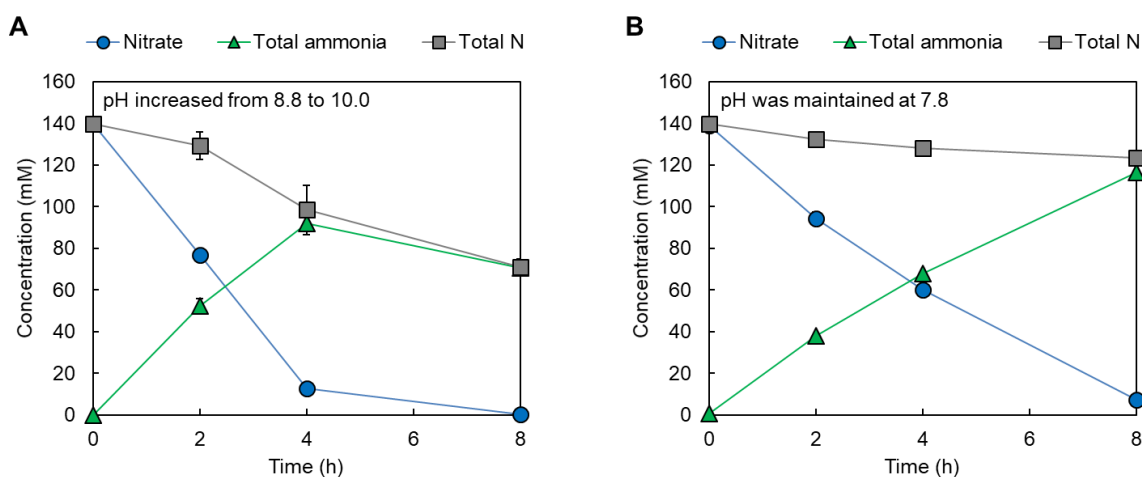 A
Nitrate Total ammonia Total N
160
140
120
100
80
60
40
20
0
Concentration (mM)
pH increased from 8.8 to 10.0
0 2 4 6 8
Time (h)
B
Nitrate Total ammonia Total N
160
140
120
100
80
60
40
20
0
Concentration (mM)
pH was maintained at 7.8
0 2 4 6 8
Time (h)